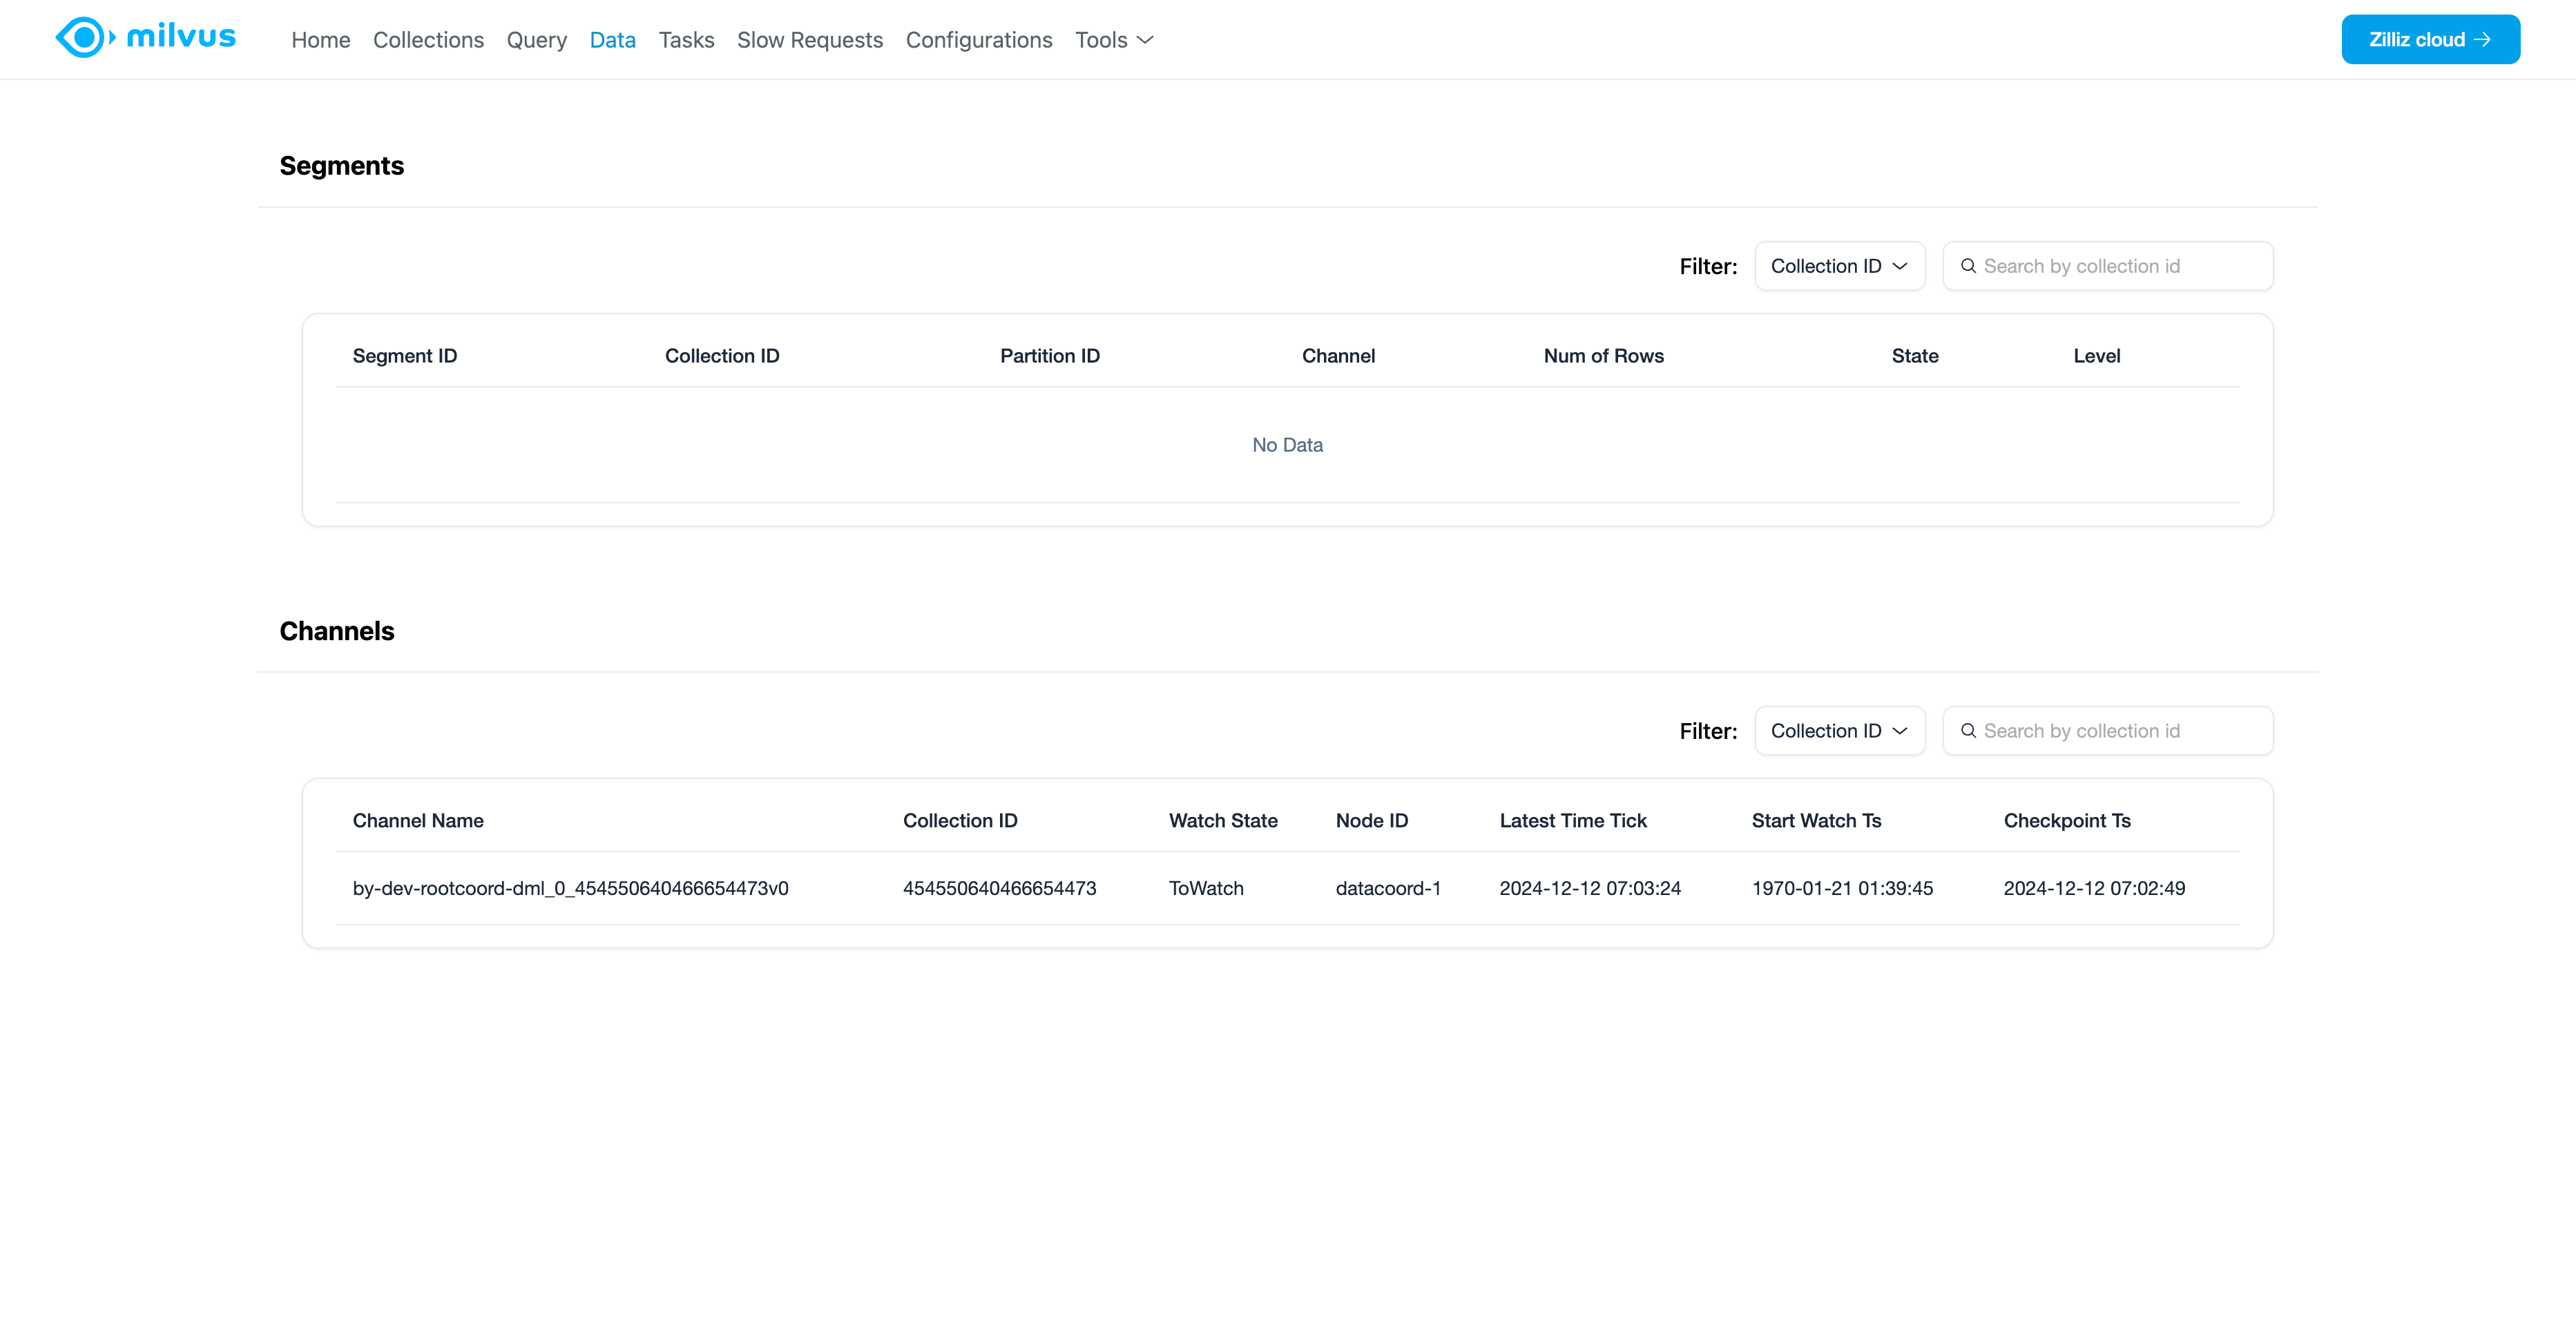 milvus Home Collections Query Data Tasks Slow Requests Configurations Tools Zilliz cloud
Segments
Filter: Collection ID Search by collection id
Segment ID Collection ID Partition ID Channel Num of Rows State Level
No Data
Channels
Filter: Collection ID Search by collection id
Channel Name Collection ID Watch State Node ID Latest Time Tick Start Watch Ts Checkpoint Ts
by-dev-rootcoord-dml_0_454550640466654473v0 454550640466654473 ToWatch datacoord-1 2024-12-12 07:03:24 1970-01-21 01:39:45 2024-12-12 07:02:49